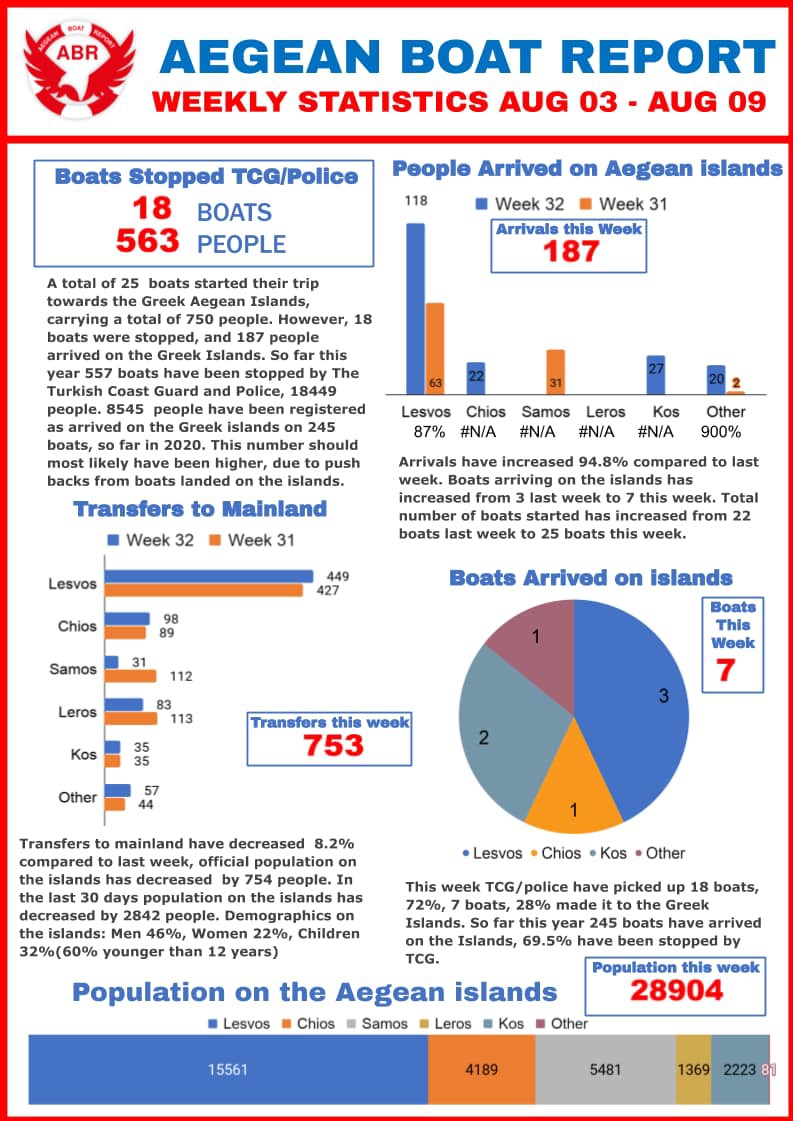 AEGEAN BOAT REPORT
ABR
AEGEAN BOAT REPORT
WEEKLY STATISTICS AUG 03 - AUG 09
Boats Stopped TCG/Police
18 BOATS
563 PEOPLE
A total of 25 boats started their trip
towards the Greek Aegean Islands,
carrying a total of 750 people. However, 18
boats were stopped, and 187 people
arrived on the Greek Islands. So far this
year 557 boats have been stopped by The
Turkish Coast Guard and Police, 18449
people. 8545 people have been registered
as arrived on the Greek islands on 245
boats, so far in 2020. This number should
most likely have been higher, due to push
backs from boats landed on the islands.
People Arrived on Aegean islands
118
Week 32 Week 31
Arrivals this Week
187
63 22 31 27 20 2
Lesvos Chios Samos Leros Kos Other
87% #N/A #N/A #N/A #N/A 900%
Arrivals have increased 94.8% compared to last
week. Boats arriving on the islands has
increased from 3 last week to 7 this week. Total
number of boats started has increased from 22
boats last week to 25 boats this week.
Transfers to Mainland
Week 32 Week 31
Lesvos 449
427
Chios 98
89
Samos 31
112
Leros 83
113
Kos 35
35
Other 57
44
Transfers this week
753
Transfers to mainland have decreased 8.2%
compared to last week, official population on
the islands has decreased by 754 people. In
the last 30 days population on the islands has
decreased by 2842 people. Demographics on
the islands: Men 46%, Women 22%, Children
32%(60% younger than 12 years)
Boats Arrived on islands
Boats
This
Week
7
1
3
2
1
Lesvos Chios Kos Other
This week TCG/police have picked up 18 boats,
72%, 7 boats, 28% made it to the Greek
Islands. So far this year 245 boats have arrived
on the Islands, 69.5% have been stopped by
TCG.
Population this week
28904
Population on the Aegean islands
Lesvos Chios Samos Leros Kos Other
15561 4189 5481 1369 2223 81